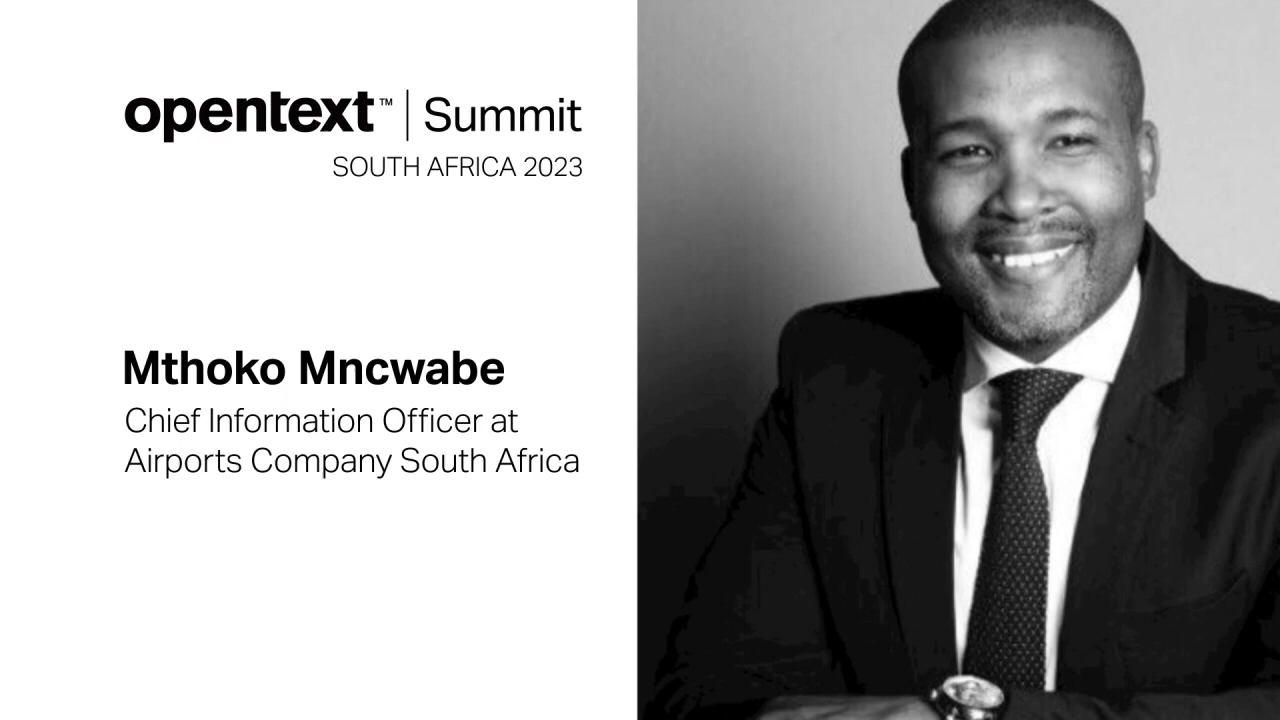 opentext™ | Summit
SOUTH AFRICA 2023
Mthoko Mncwabe
Chief Information Officer at
Airports Company South Africa